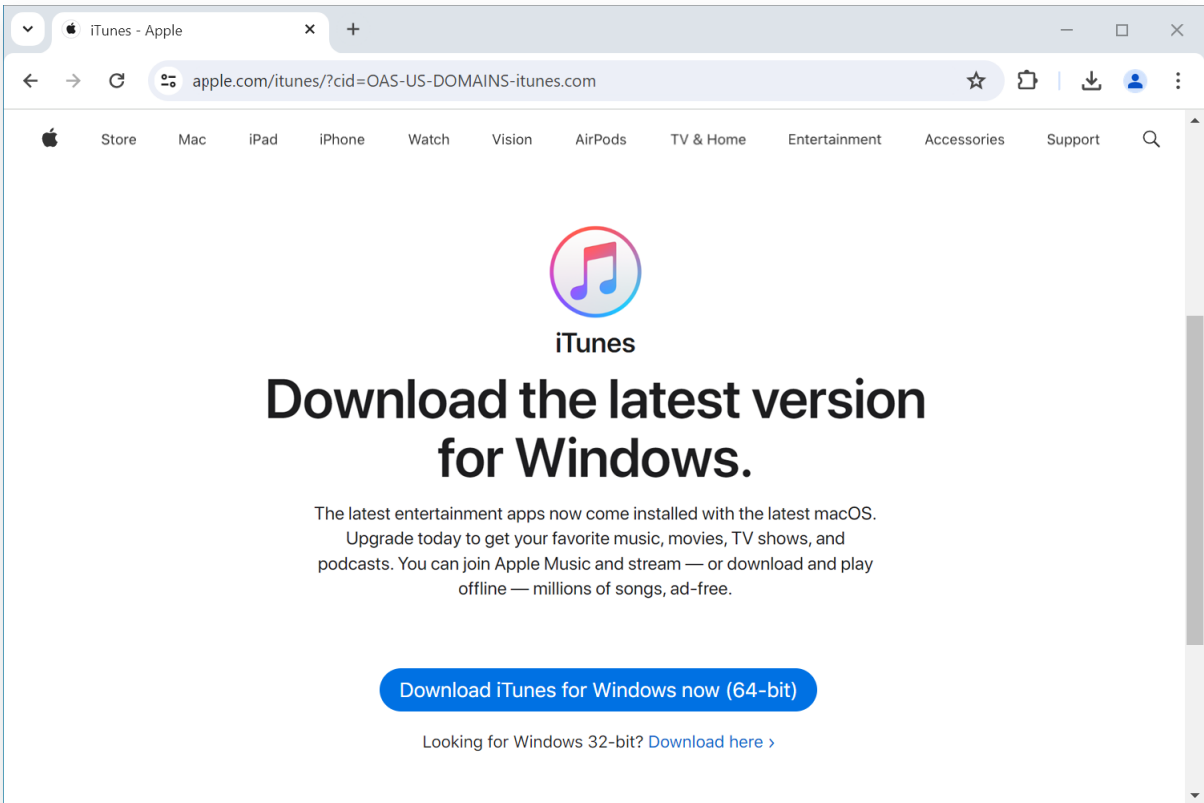 iTunes - Apple
apple.com/itunes/?cid=OAS-US-DOMAINS-itunes.com
Store Mac iPad iPhone Watch Vision AirPods TV & Home Entertainment Accessories Support
iTunes
Download the latest version
for Windows.
The latest entertainment apps now come installed with the latest macOS.
Upgrade today to get your favorite music, movies, TV shows, and
podcasts. You can join Apple Music and stream — or download and play
offline — millions of songs, ad-free.
Download iTunes for Windows now (64-bit)
Looking for Windows 32-bit? Download here ›